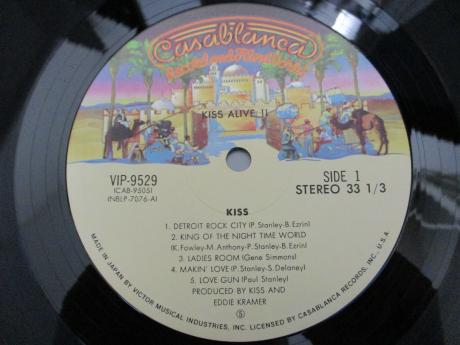 Casablanca
Record and FilmWorks
KISS ALIVE II
VIP-9529
(CAB-9505)
(NBLP-7076-A)
SIDE 1
STEREO 33 1/3
KISS
1. DETROIT ROCK CITY (P. Stanley-B. Ezrin)
2. KING OF THE NIGHT TIME WORLD
(K. Fowley-M. Anthony-P. Stanley-B. Ezrin)
3. LADIES ROOM (Gene Simmons)
4. MAKIN' LOVE (P. Stanley-S. Delaney)
5. LOVE GUN (Paul Stanley)
PRODUCED BY KISS AND
EDDIE KRAMER
S
MADE IN JAPAN BY VICTOR MUSICAL INDUSTRIES, INC. LICENSED BY CASABLANCA RECORDS, INC., U.S.A.